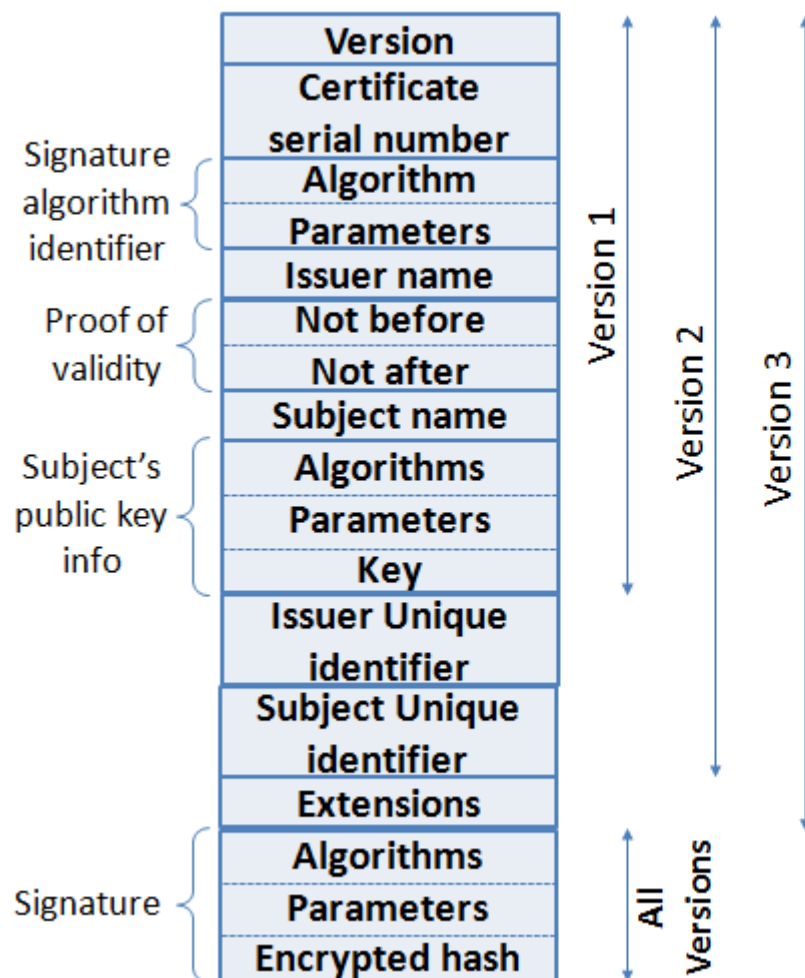 Version
Certificate
serial number
Signature
algorithm
identifier
Algorithm
Parameters
Issuer name
Proof of
validity
Not before
Not after
Subject name
Subject's
public key
info
Algorithms
Parameters
Key
Issuer Unique
identifier
Subject Unique
identifier
Extensions
Signature
Algorithms
Parameters
Encrypted hash
Version 1
Version 2
Version 3
All
Versions